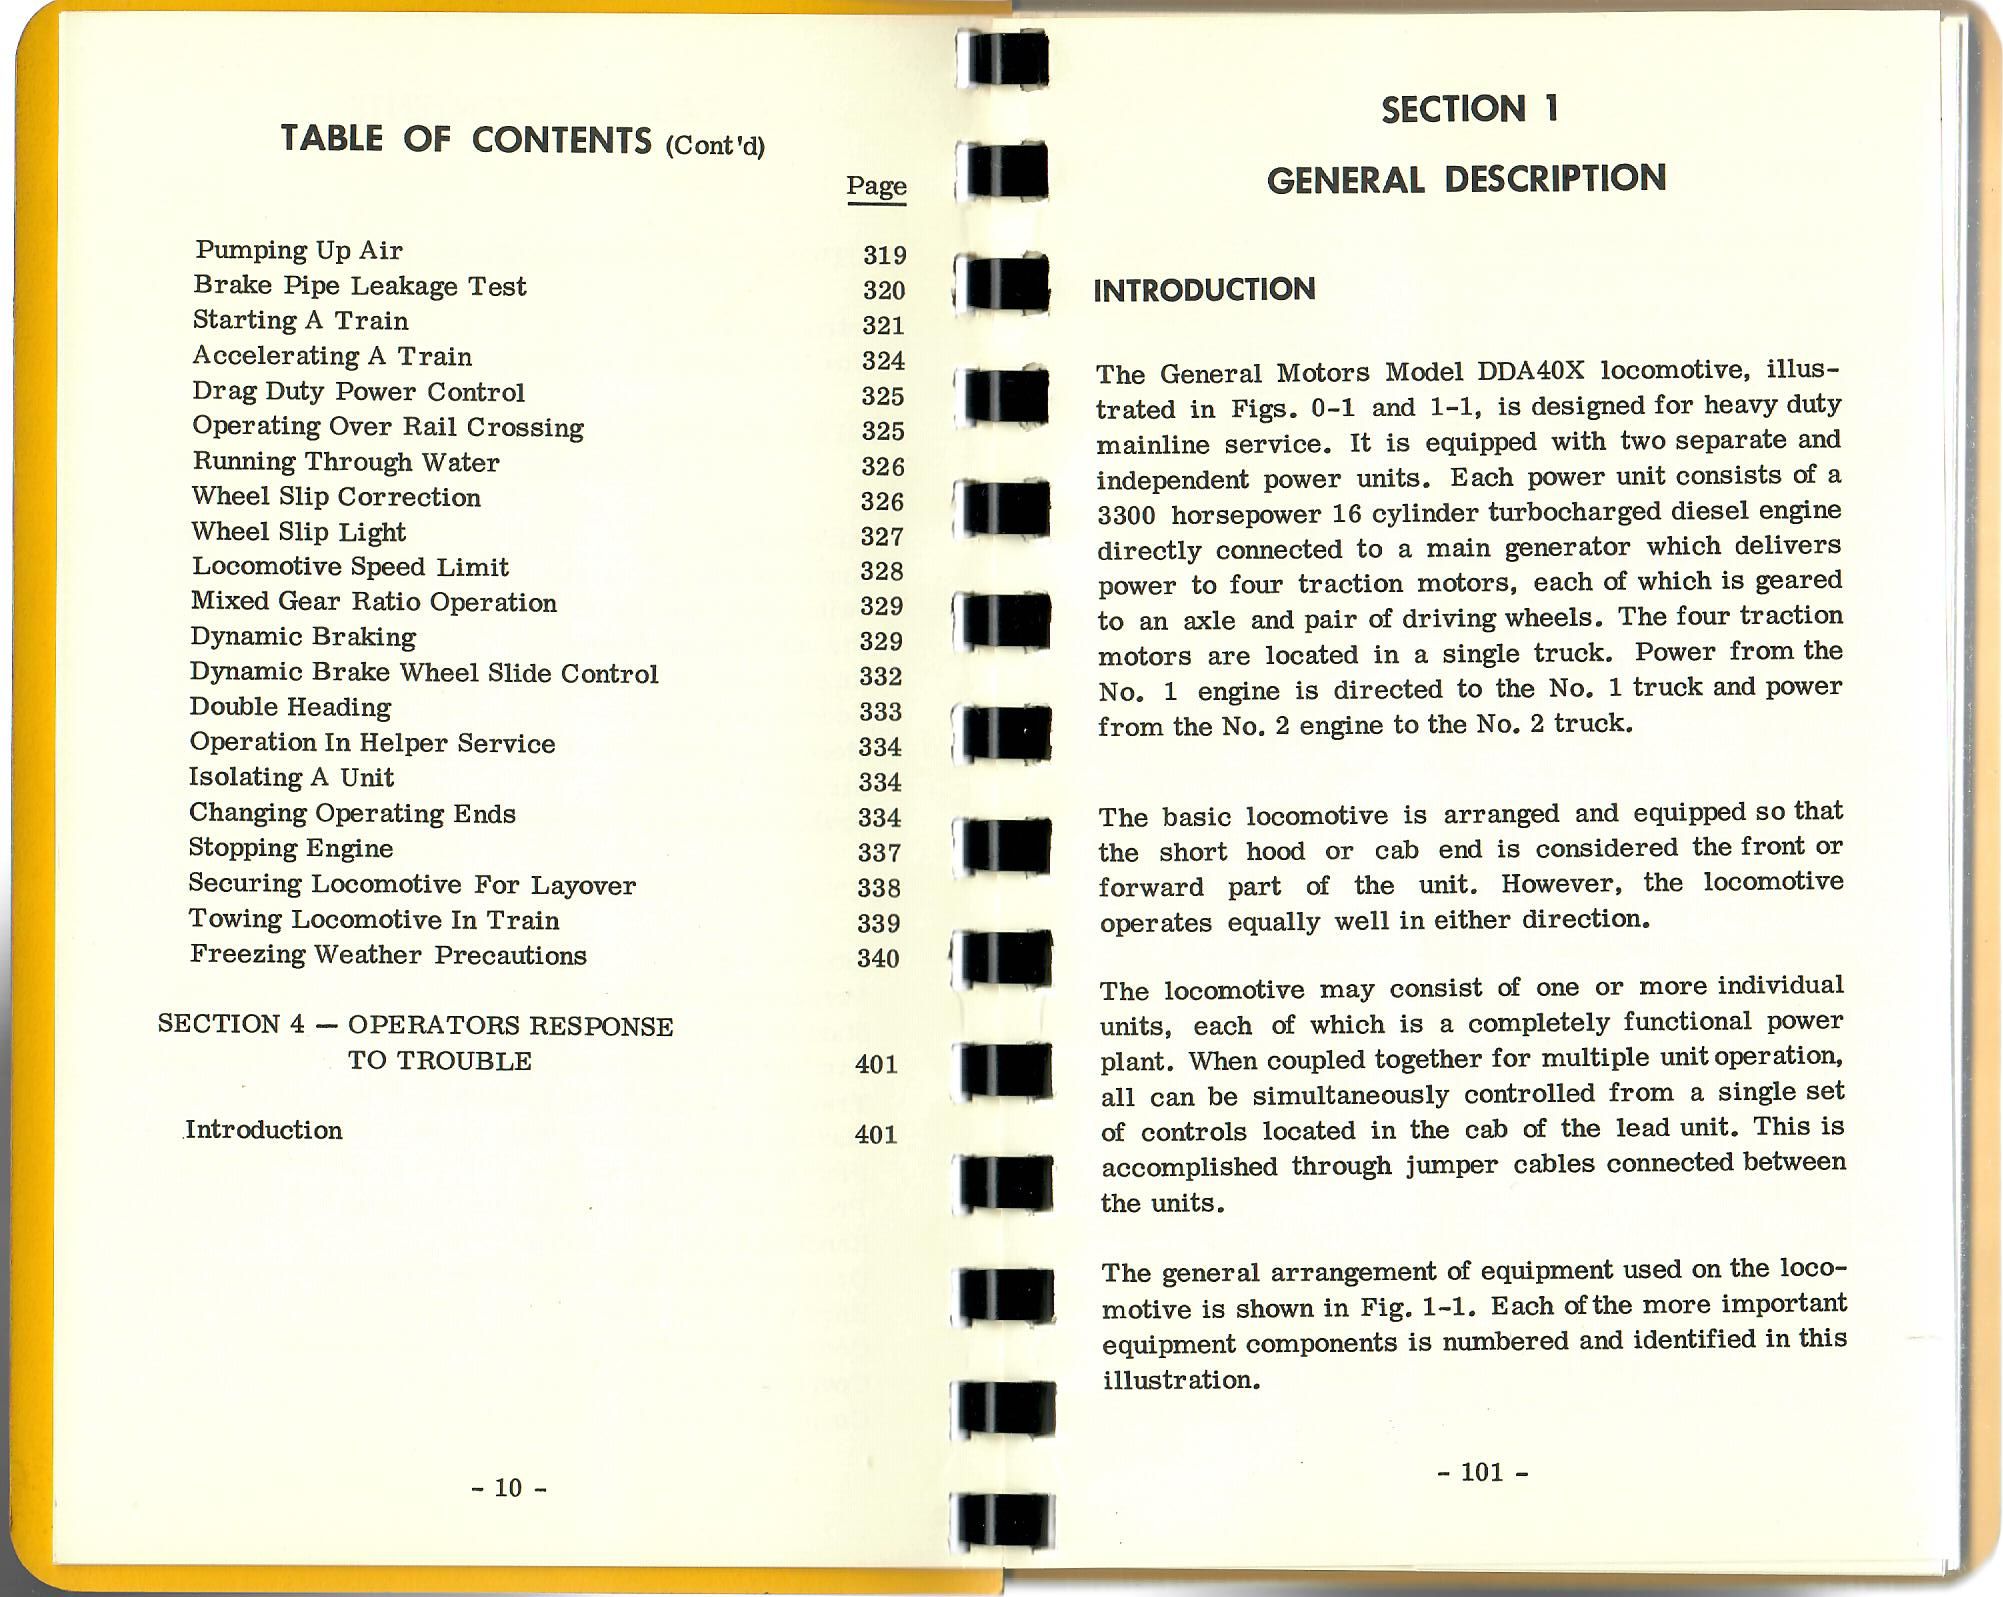 TABLE OF CONTENTS (Cont'd)
Page
Pumping Up Air 319
Brake Pipe Leakage Test 320
Starting A Train 321
Accelerating A Train 324
Drag Duty Power Control 325
Operating Over Rail Crossing 325
Running Through Water 326
Wheel Slip Correction 326
Wheel Slip Light 327
Locomotive Speed Limit 328
Mixed Gear Ratio Operation 329
Dynamic Braking 329
Dynamic Brake Wheel Slide Control 332
Double Heading 333
Operation In Helper Service 334
Isolating A Unit 334
Changing Operating Ends 334
Stopping Engine 337
Securing Locomotive For Layover 338
Towing Locomotive In Train 339
Freezing Weather Precautions 340
SECTION 4 — OPERATORS RESPONSE
TO TROUBLE 401
Introduction 401
- 10 -
SECTION 1
GENERAL DESCRIPTION
INTRODUCTION
The General Motors Model DDA40X locomotive, illus-
trated in Figs. 0-1 and 1-1, is designed for heavy duty
mainline service. It is equipped with two separate and
independent power units. Each power unit consists of a
3300 horsepower 16 cylinder turbocharged diesel engine
directly connected to a main generator which delivers
power to four traction motors, each of which is geared
to an axle and pair of driving wheels. The four traction
motors are located in a single truck. Power from the
No. 1 engine is directed to the No. 1 truck and power
from the No. 2 engine to the No. 2 truck.
The basic locomotive is arranged and equipped so that
the short hood or cab end is considered the front or
forward part of the unit. However, the locomotive
operates equally well in either direction.
The locomotive may consist of one or more individual
units, each of which is a completely functional power
plant. When coupled together for multiple unit operation,
all can be simultaneously controlled from a single set
of controls located in the cab of the lead unit. This is
accomplished through jumper cables connected between
the units.
The general arrangement of equipment used on the loco-
motive is shown in Fig. 1-1. Each of the more important
equipment components is numbered and identified in this
illustration.
- 101 -